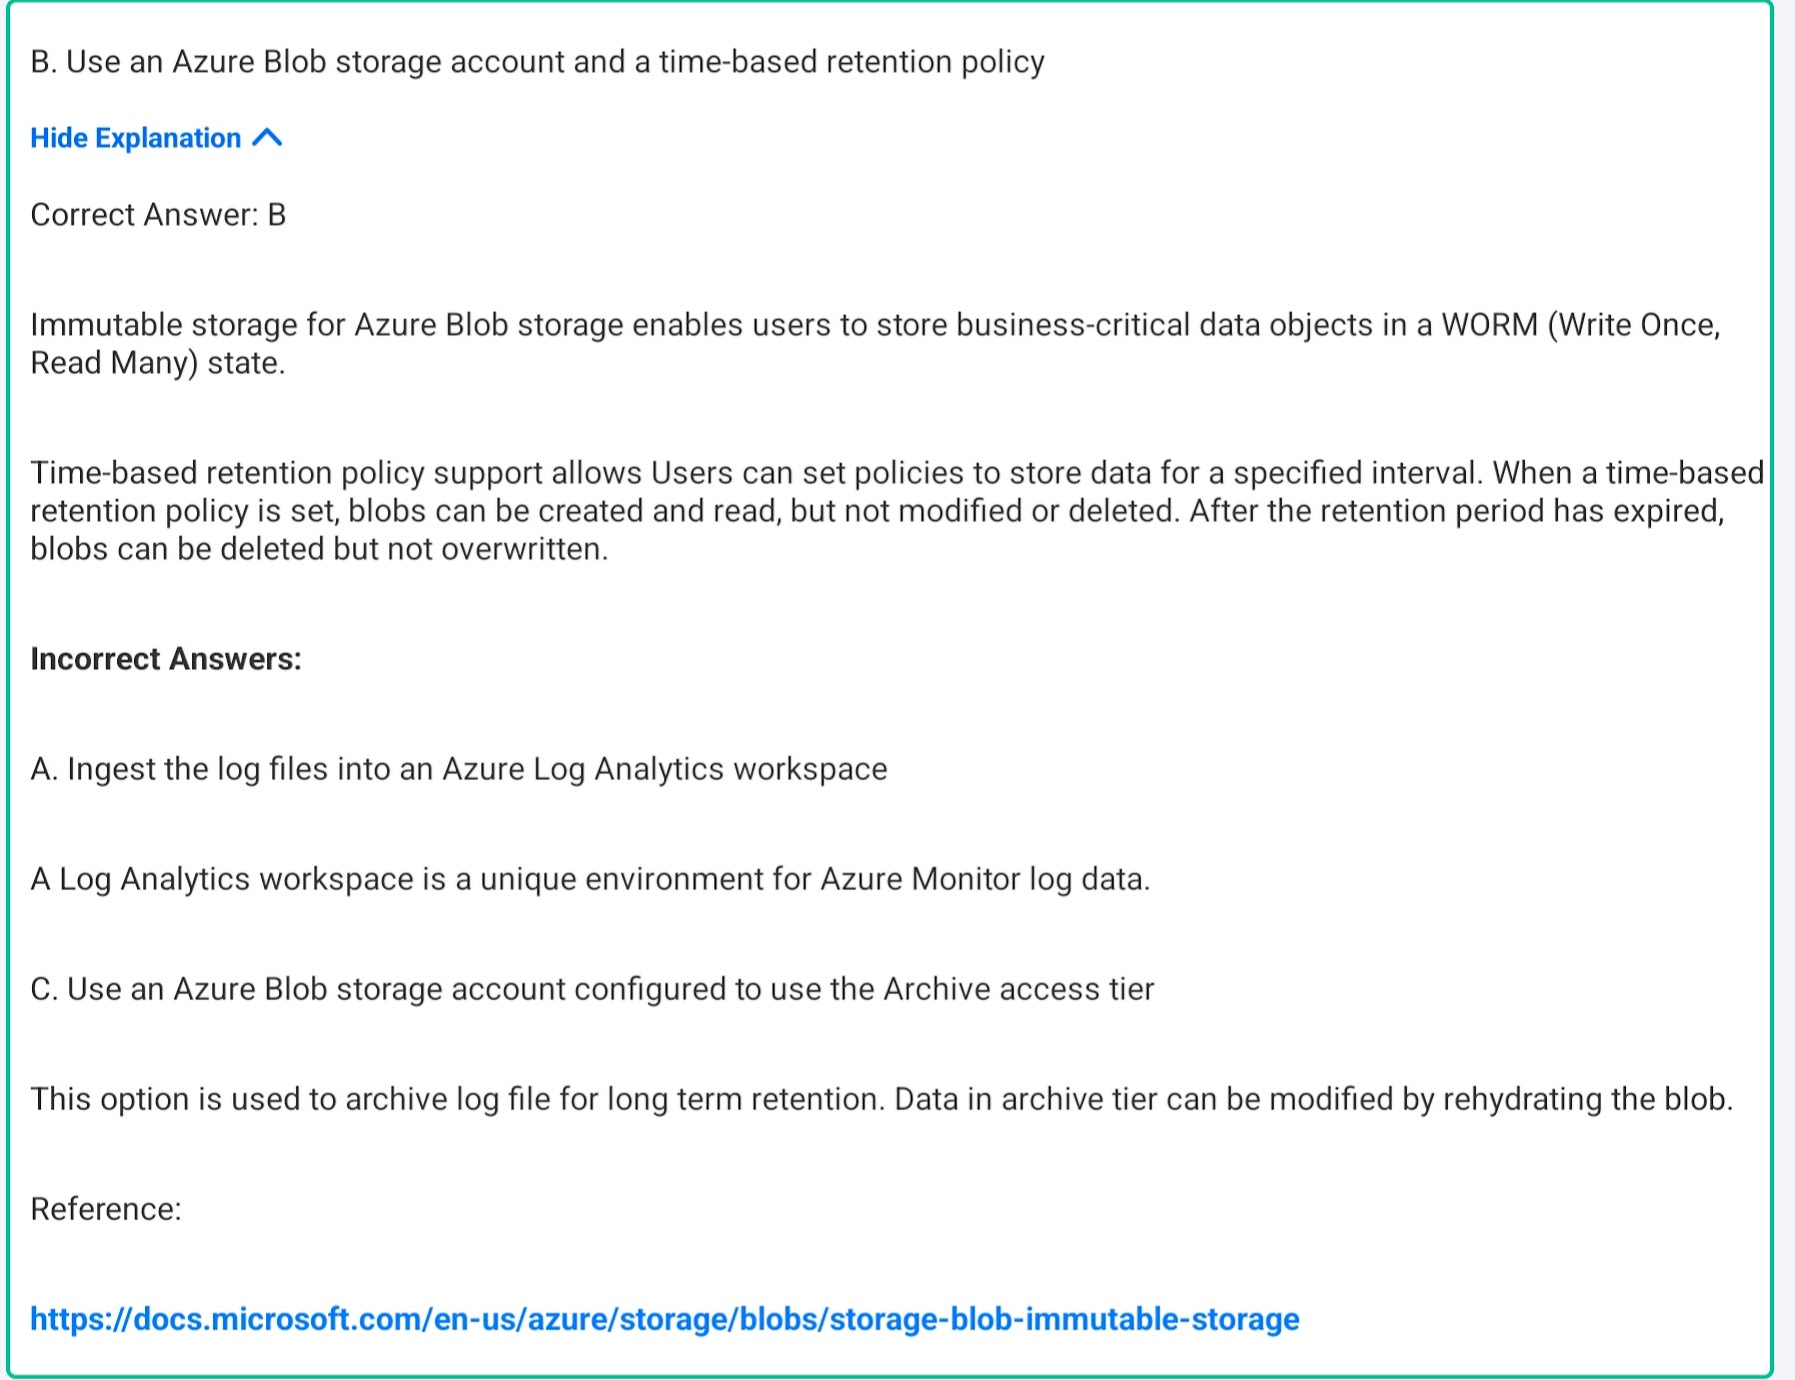 B. Use an Azure Blob storage account and a time-based retention policy
Hide Explanation
Correct Answer: B
Immutable storage for Azure Blob storage enables users to store business-critical data objects in a WORM (Write Once,
Read Many) state.
Time-based retention policy support allows Users can set policies to store data for a specified interval. When a time-based
retention policy is set, blobs can be created and read, but not modified or deleted. After the retention period has expired,
blobs can be deleted but not overwritten.
Incorrect Answers:
A. Ingest the log files into an Azure Log Analytics workspace
A Log Analytics workspace is a unique environment for Azure Monitor log data.
C. Use an Azure Blob storage account configured to use the Archive access tier
This option is used to archive log file for long term retention. Data in archive tier can be modified by rehydrating the blob.
Reference:
https://docs.microsoft.com/en-us/azure/storage/blobs/storage-blob-immutable-storage